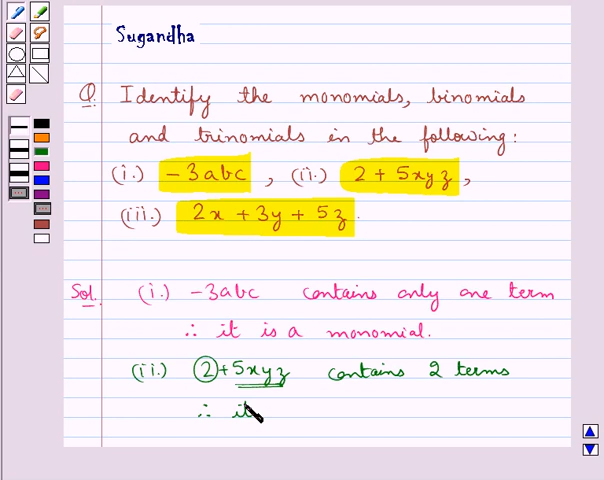 Sugandha
Q. Identify the monomials, binomials
and trinomials in the following:
(i.) -3abc, (ii.) 2 + 5xyz,
(iii.) 2x + 3y + 5z.
Sol. (i.) -3abc contains only one term
∴ it is a monomial.
(ii) 2 + 5xyz contains 2 terms
∴ it